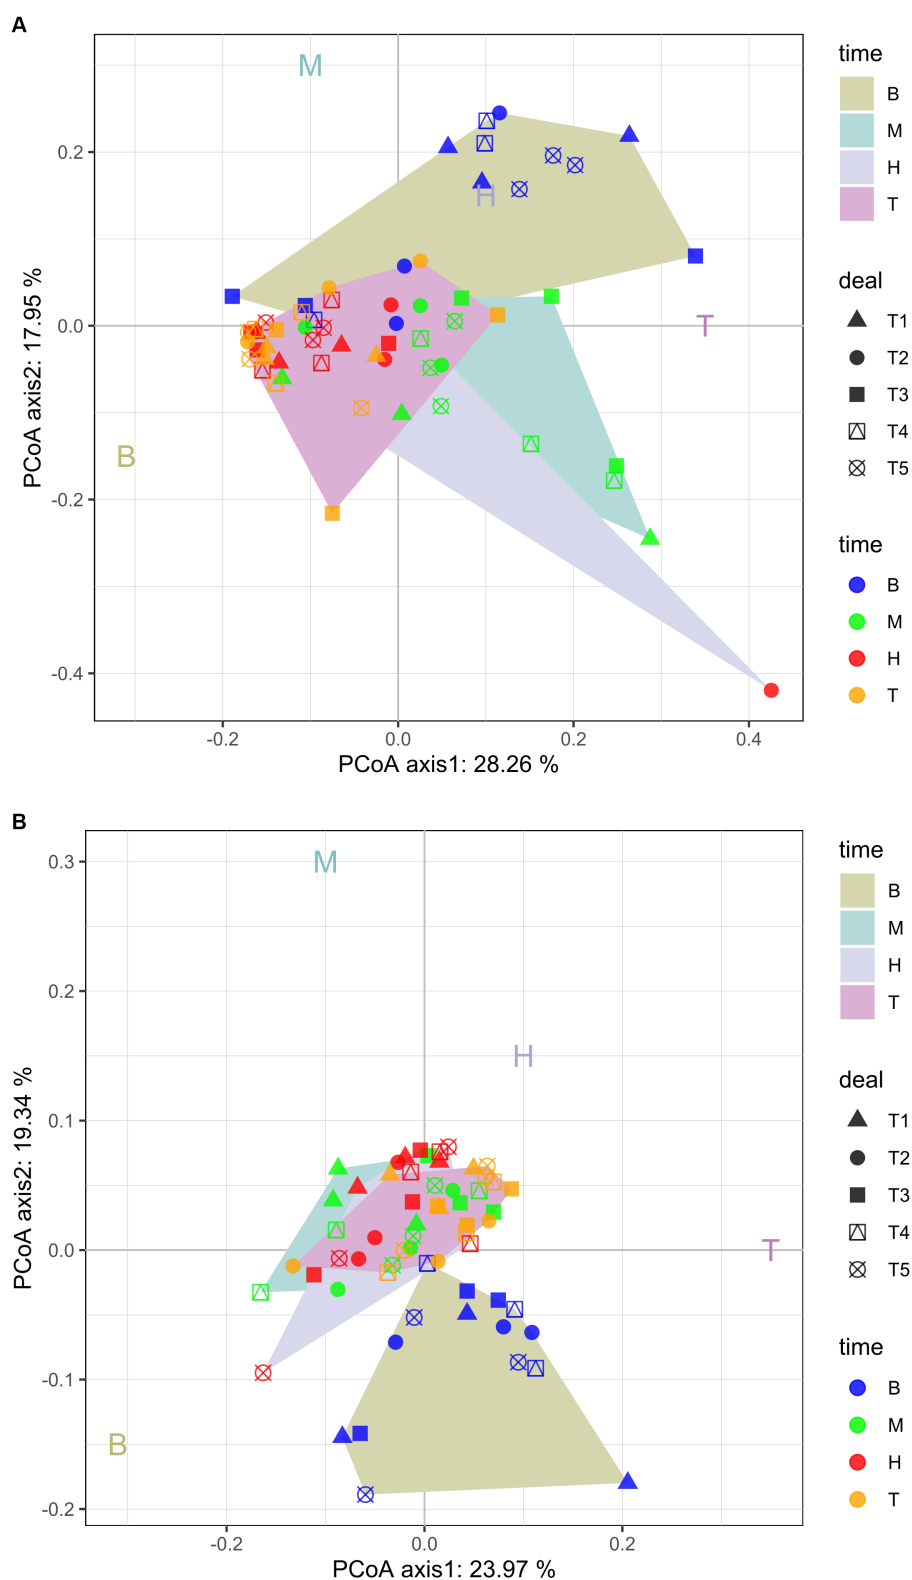 A
M
time
B
M
H
T
0.2
H
deal
T1
T2
T3
T4
T5
0.0
T
PCoA axis2: 17.95 %
B
-0.2
time
B
M
H
T
-0.4
-0.2
0.0
0.2
0.4
PCoA axis1: 28.26 %
B
M
time
B
M
H
T
0.3
0.2
H
deal
T1
T2
T3
T4
T5
0.1
PCoA axis2: 19.34 %
0.0
T
-0.1
B
time
B
M
H
T
-0.2
-0.2
0.0
0.2
PCoA axis1: 23.97 %